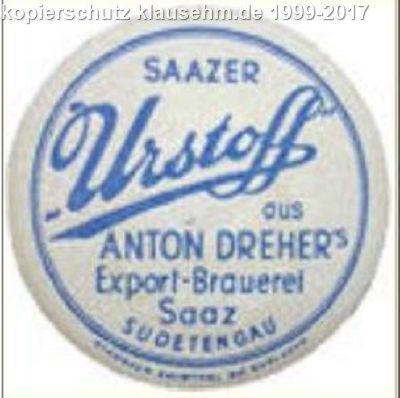 kopierschutz klausehm.de 1999-2017
SAAZER
"Urstoff"
aus
ANTON DREHER's
Export-Brauerei
Saaz
SUDETENGAU